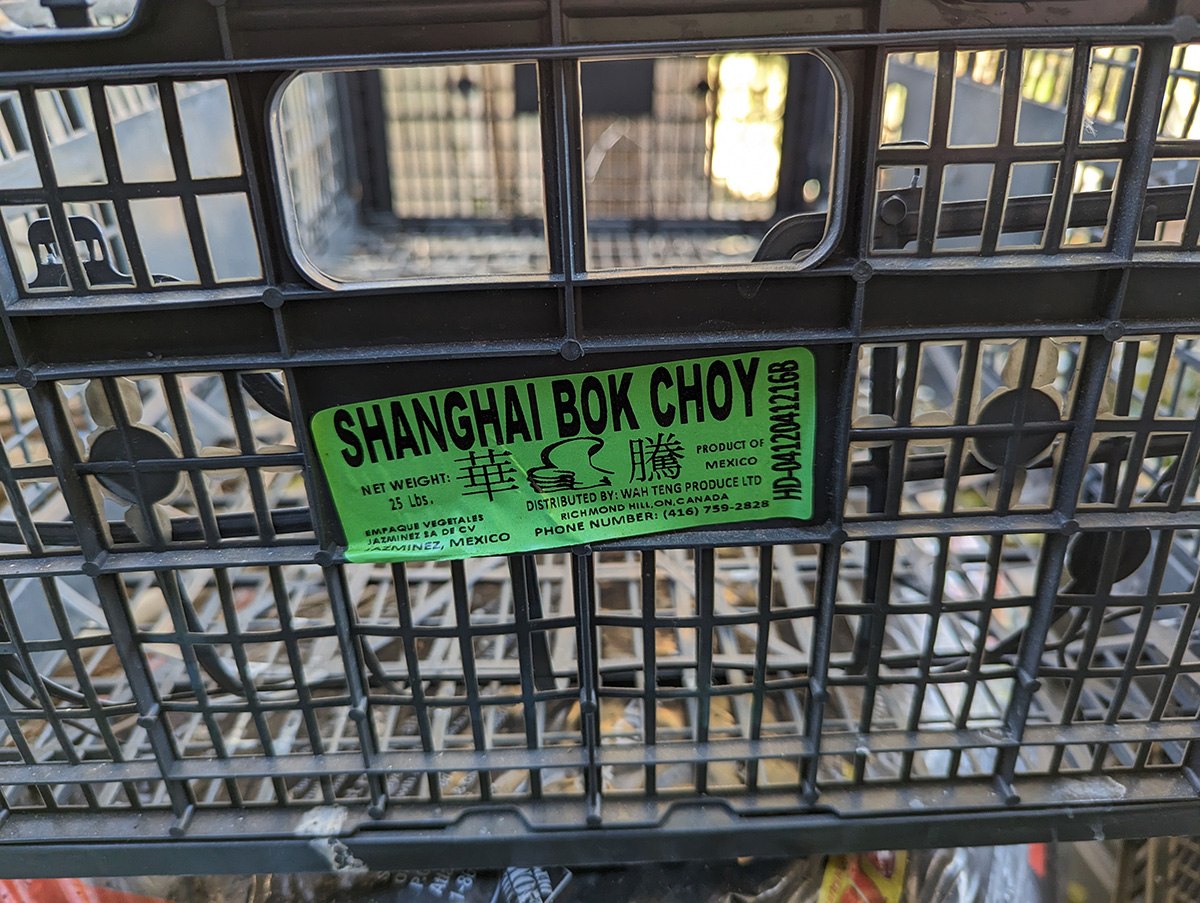 SHANGHAI BOK CHOY
NET WEIGHT:
25 Lbs.
華 騰
PRODUCT OF
MEXICO
DISTRIBUTED BY: WAH TENG PRODUCE LTD
RICHMOND HILL,ON,CANADA
PHONE NUMBER: (416) 759-2828
EMPAQUE VEGETALES
JAZMINEZ SA DE CV
JAZMINEZ, MEXICO
HD-0412041216B